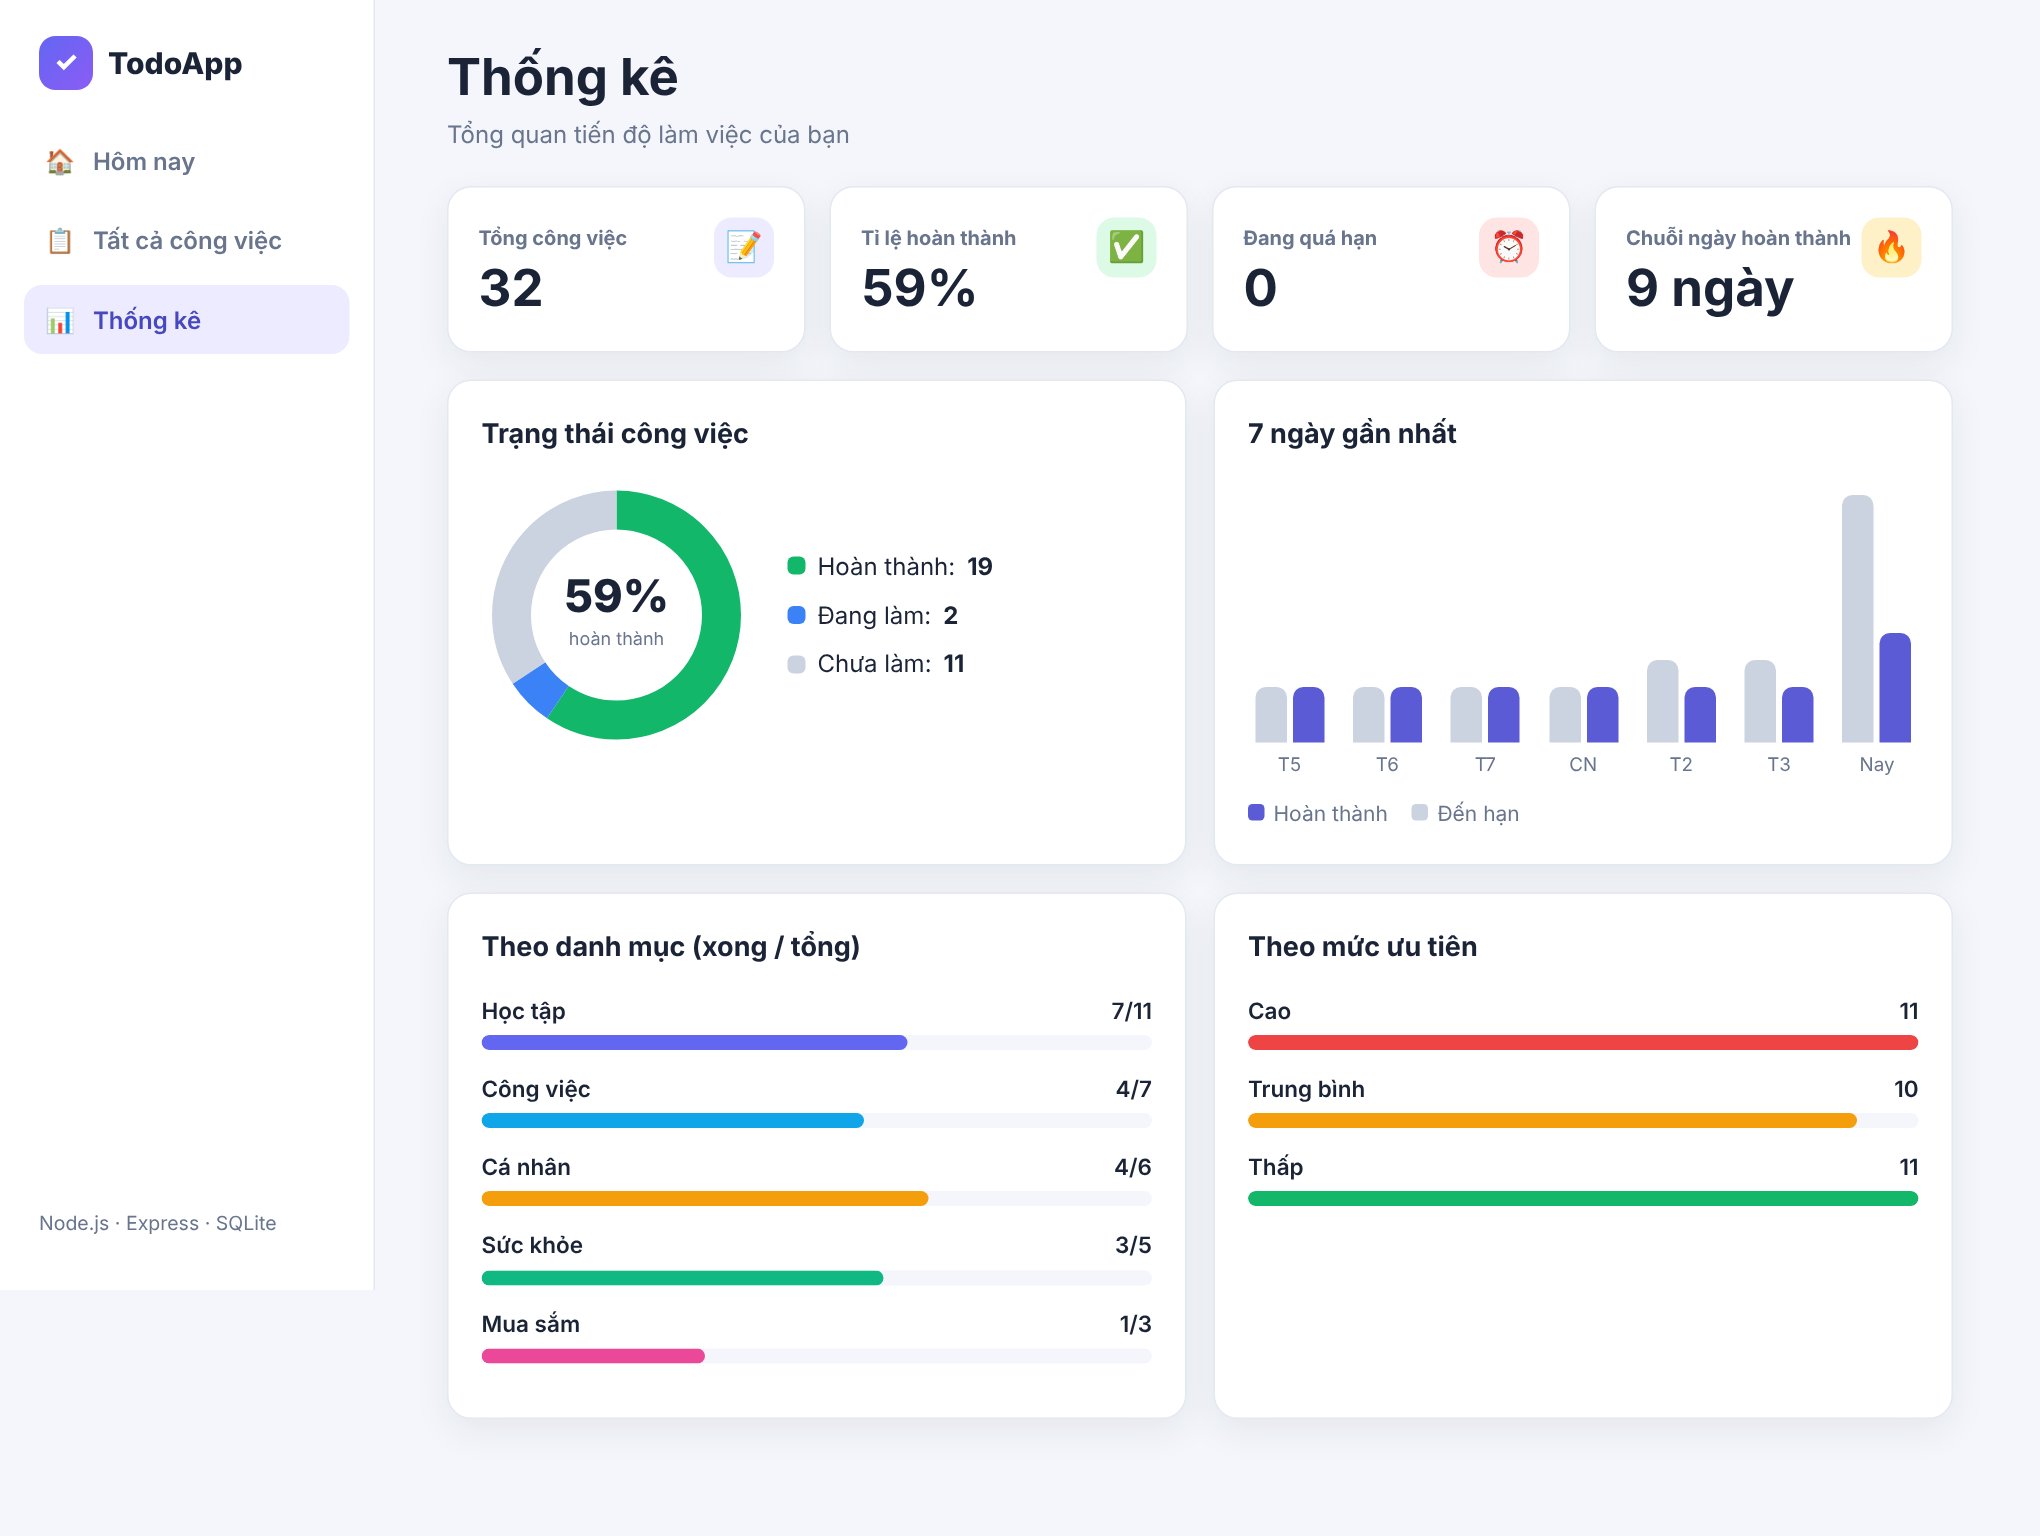 TodoApp
Hôm nay
Tất cả công việc
Thống kê
Node.js · Express · SQLite
Thống kê
Tổng quan tiến độ làm việc của bạn
Tổng công việc
32
Tỉ lệ hoàn thành
59%
Đang quá hạn
0
Chuỗi ngày hoàn thành
9 ngày
Trạng thái công việc
59%
hoàn thành
Hoàn thành: 19
Đang làm: 2
Chưa làm: 11
7 ngày gần nhất
T5 T6 T7 CN T2 T3 Nay
Hoàn thành Đến hạn
Theo danh mục (xong / tổng)
Học tập 7/11
Công việc 4/7
Cá nhân 4/6
Sức khỏe 3/5
Mua sắm 1/3
Theo mức ưu tiên
Cao 11
Trung bình 10
Thấp 11